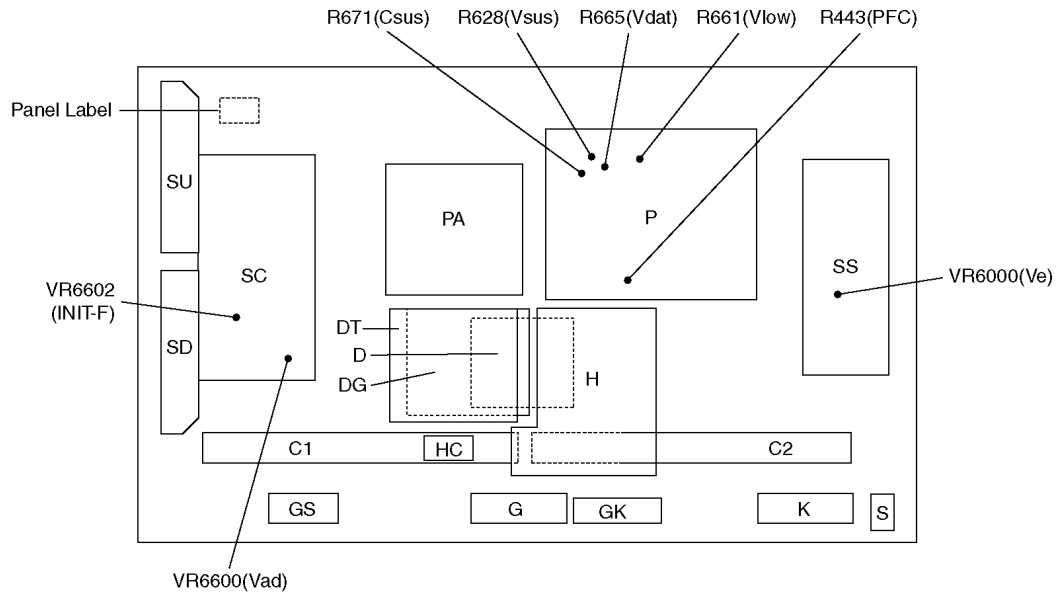 R671(Csus) R628(Vsus) R665(Vdat) R661(Vlow) R443(PFC)
Panel Label
SU
PA
P
SC
SS
VR6000(Ve)
VR6602
(INIT-F)
DT
SD
D
DG
H
C1
HC
C2
GS
G
GK
K
S
VR6600(Vad)